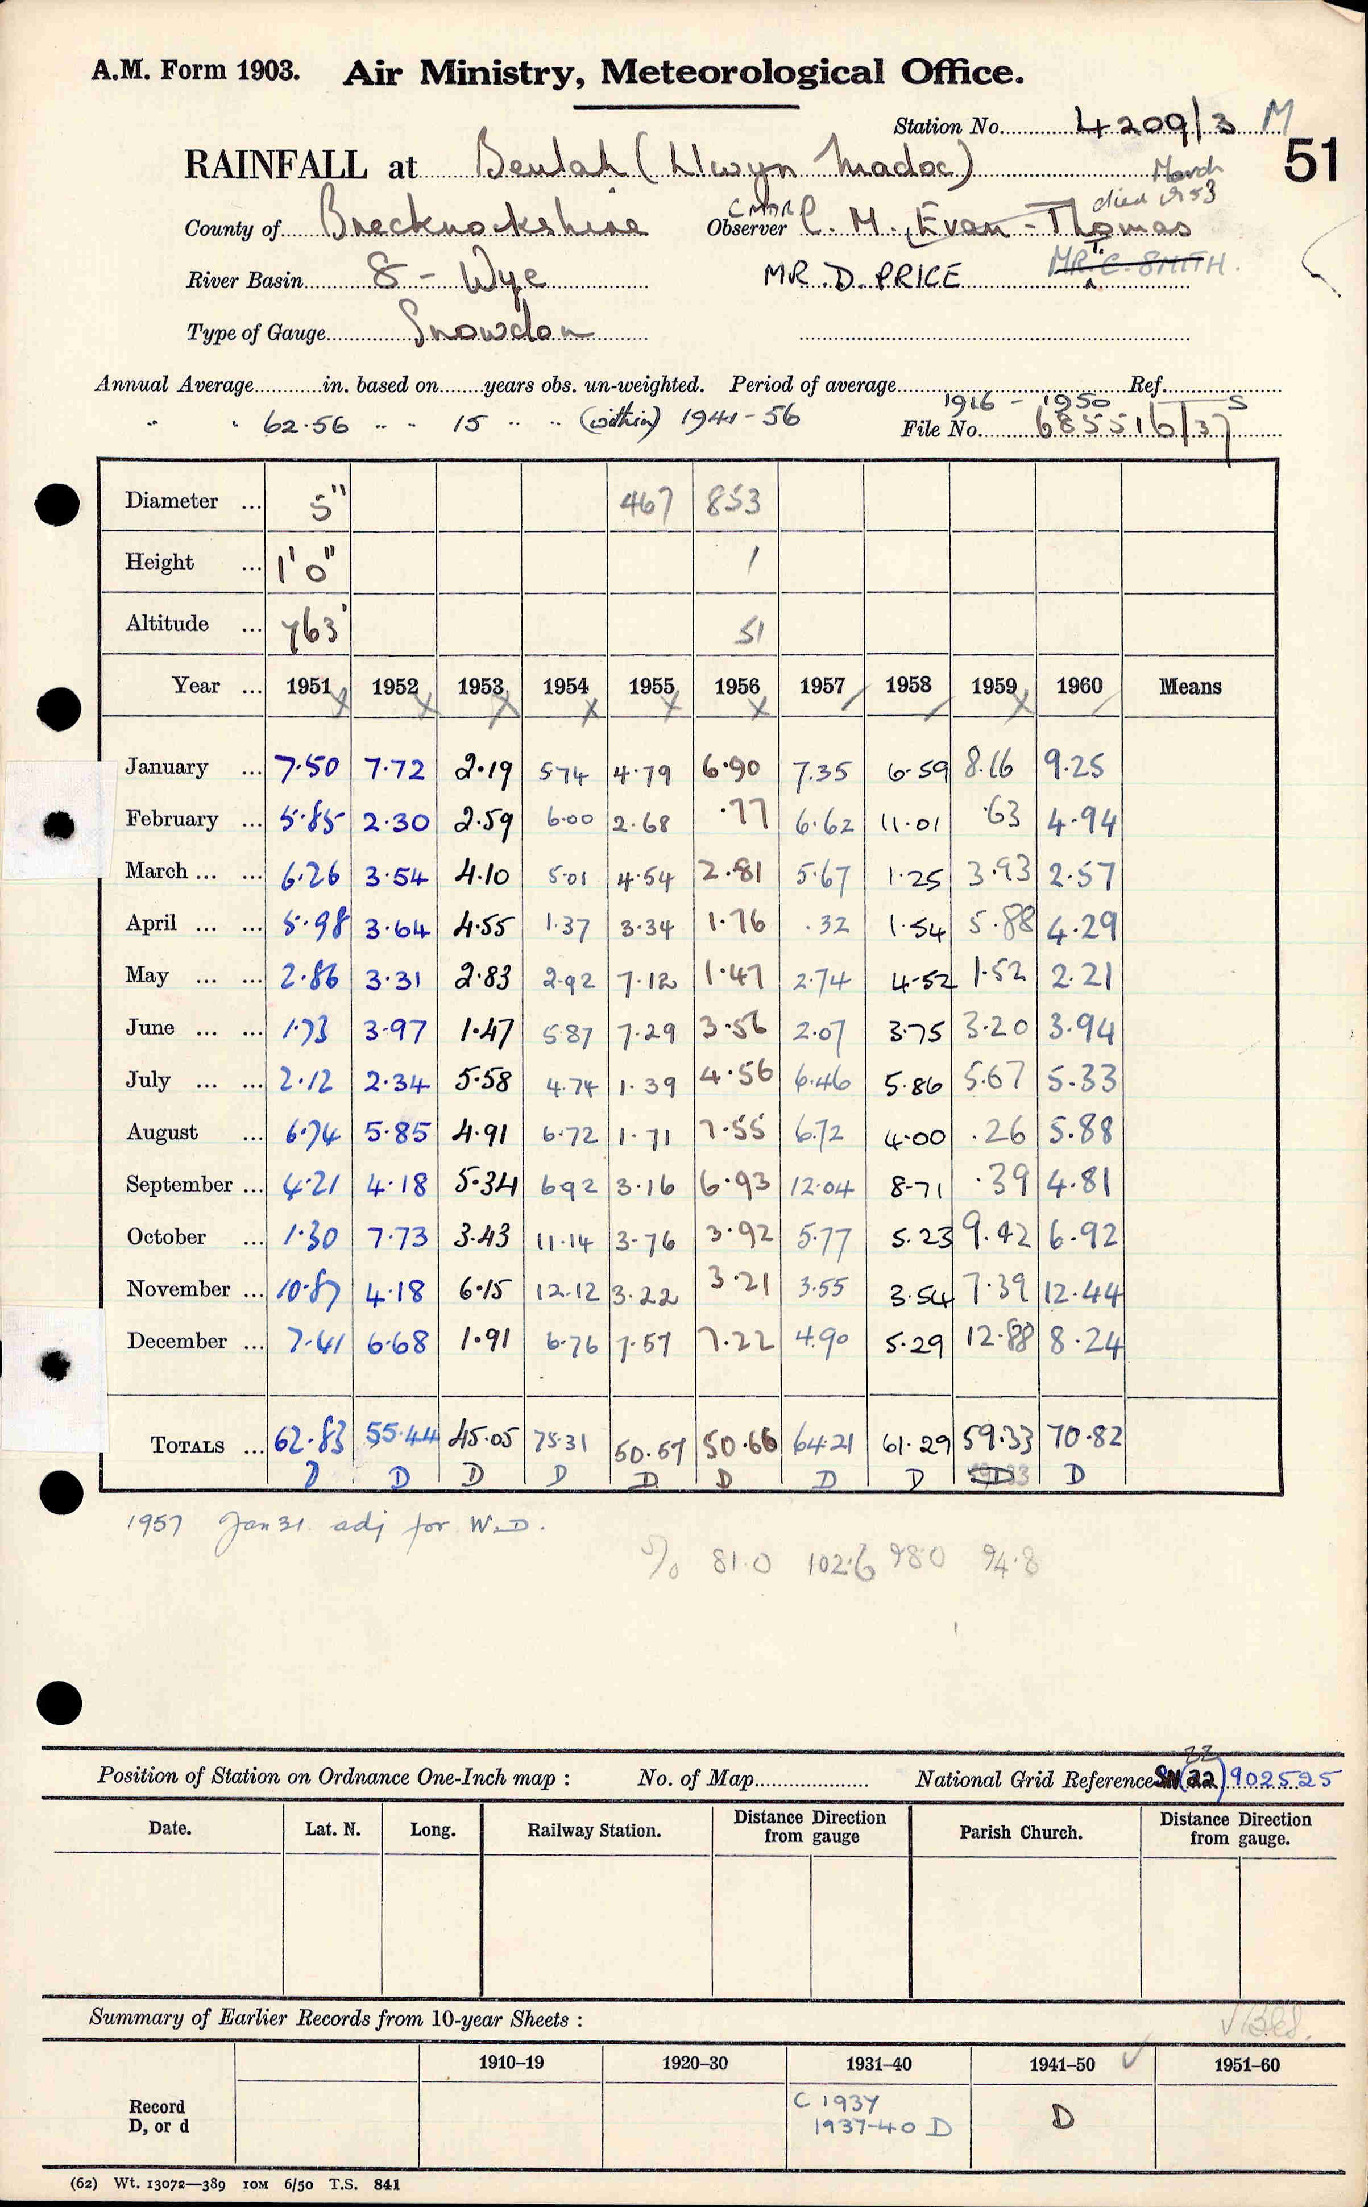 A.M. Form 1903. Air Ministry, Meteorological Office.
Station No. 4209/3 M
51
RAINFALL at Beulah (Llwyn Madoc)
March
died 1953
County of Brecknockshire Observer C. M. Evan-Thomas
CMDR
River Basin 8 - Wye MR. D. PRICE MR. T. C. SMITH.
Type of Gauge Snowdon
Annual Average in. based on years obs. un-weighted. Period of average Ref.
1916 - 1950 S
" " 62.56 " " 15 " " (within) 1941-56 File No. 685516/37
Diameter ... 5" 467 853
Height ... 1' 0" 1
Altitude ... 763' 51
Year ... 1951 1952 1953 1954 1955 1956 1957 1958 1959 1960 Means
January ... 7.50 7.72 2.19 5.74 4.79 6.90 7.35 6.59 8.16 9.25
February ... 5.85 2.30 2.59 6.00 2.68 .77 6.62 11.01 .63 4.94
March ... ... 6.26 3.54 4.10 5.01 4.54 2.81 5.67 1.25 3.93 2.57
April ... ... 5.98 3.64 4.55 1.37 3.34 1.76 .32 1.54 5.88 4.29
May ... ... 2.86 3.31 2.83 2.92 7.12 1.47 2.74 4.52 1.52 2.21
June ... ... 1.73 3.97 1.47 5.87 7.29 3.56 2.07 3.75 3.20 3.94
July ... ... 2.12 2.34 5.58 4.74 1.39 4.56 6.46 5.86 5.67 5.33
August ... 6.74 5.85 4.91 6.72 1.71 7.55 6.72 4.00 .26 5.88
September ... 4.21 4.18 5.34 6.92 3.16 6.93 12.04 8.71 .39 4.81
October ... 1.30 7.73 3.43 11.14 3.76 3.92 5.77 5.23 9.42 6.92
November ... 10.87 4.18 6.15 12.12 3.22 3.21 3.55 3.54 7.39 12.44
December ... 7.41 6.68 1.91 6.76 7.57 7.22 4.90 5.29 12.88 8.24
TOTALS ... 62.83 55.44 45.05 75.31 50.57 50.66 64.21 61.29 59.33 70.82
D D D D D D D D D D
1957 Jan 31 adj for W.D.
% 81.0 102.6 98.0 94.8
Position of Station on Ordnance One-Inch map : No. of Map National Grid Reference SN (22) 902525
22
Date. Lat. N. Long. Railway Station. Distance Direction from gauge Parish Church. Distance Direction from gauge.
Summary of Earlier Records from 10-year Sheets :
1910-19 1920-30 1931-40 1941-50 1951-60
Record D, or d C 1937 D
1937-40 D
(62) Wt. 13072—389 10M 6/50 T.S. 841